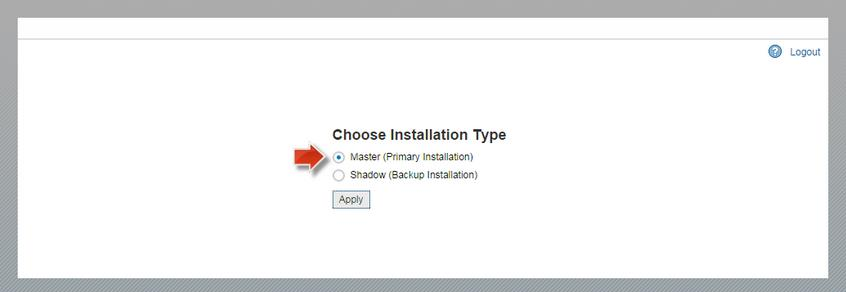 Logout
Choose Installation Type
Master (Primary Installation)
Shadow (Backup Installation)
Apply